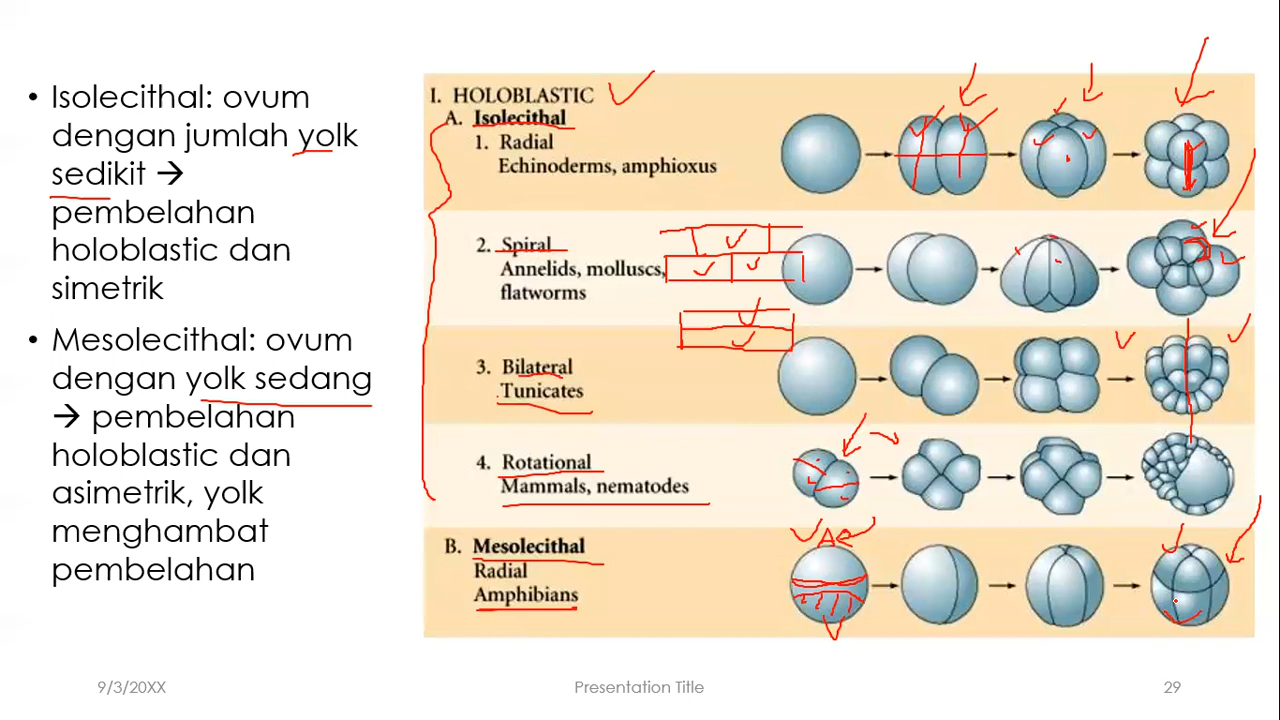 • Isolecithal: ovum
dengan jumlah yolk
sedikit →
pembelahan
holoblastic dan
simetrik
• Mesolecithal: ovum
dengan yolk sedang
→ pembelahan
holoblastic dan
asimetrik, yolk
menghambat
pembelahan
I. HOLOBLASTIC
A. Isolecithal
1. Radial
Echinoderms, amphioxus
2. Spiral
Annelids, molluscs,
flatworms
3. Bilateral
Tunicates
4. Rotational
Mammals, nematodes
B. Mesolecithal
Radial
Amphibians
A
V
9/3/20XX
Presentation Title
29